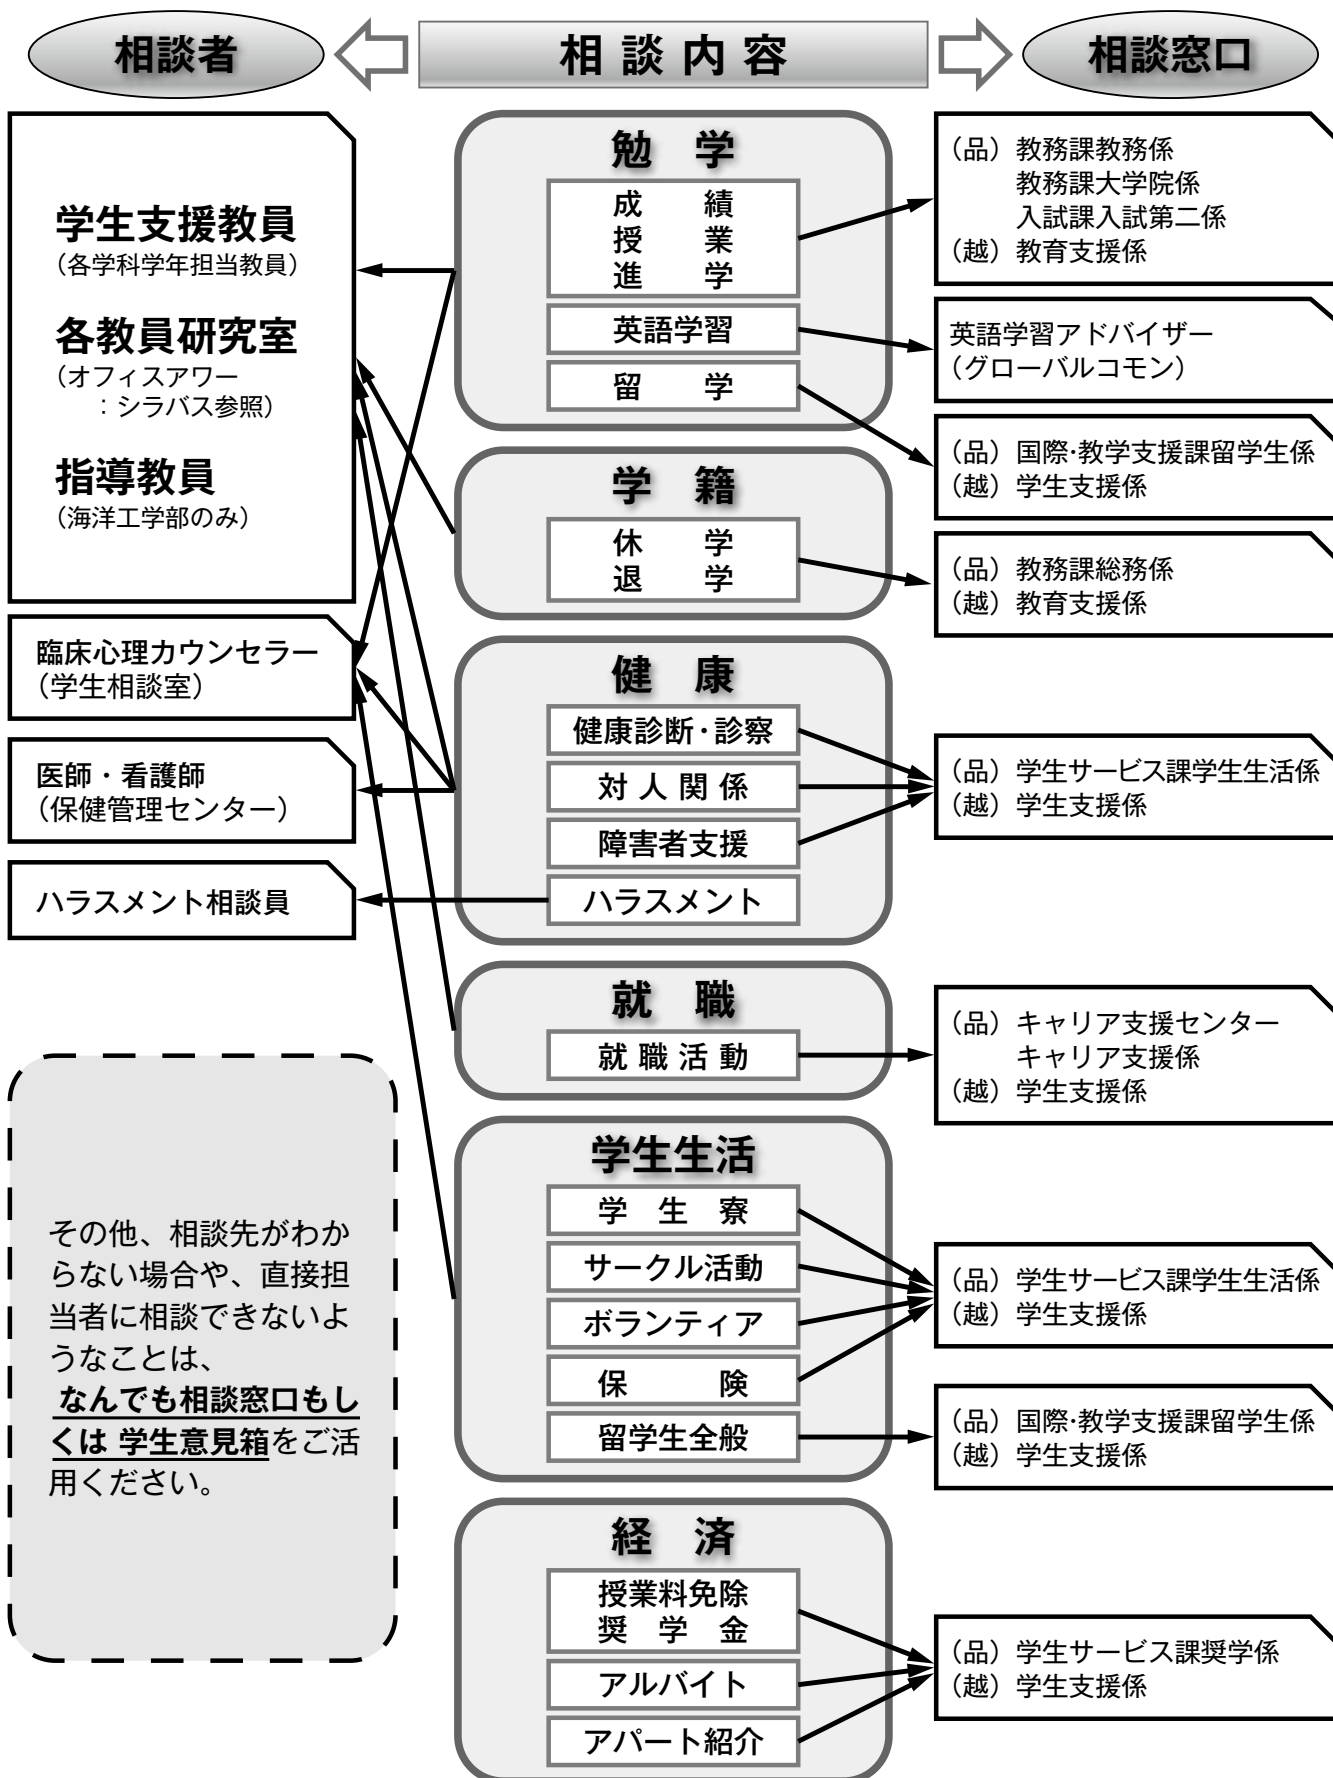 相談者
相談内容
相談窓口
学生支援教員
（各学科学年担当教員）
各教員研究室
（オフィスアワー
：シラバス参照）
指導教員
（海洋工学部のみ）
臨床心理カウンセラー
（学生相談室）
医師・看護師
（保健管理センター）
ハラスメント相談員
その他、相談先がわか
らない場合や、直接担
当者に相談できないよ
うなことは、
なんでも相談窓口もし
くは 学生意見箱をご活
用ください。
勉　学
成　績
授　業
進　学
英語学習
留　学
学　籍
休　学
退　学
健　康
健康診断・診察
対人関係
障害者支援
ハラスメント
就　職
就職活動
学生生活
学　生　寮
サークル活動
ボランティア
保　険
留学生全般
経　済
授業料免除
奨　学　金
アルバイト
アパート紹介
（品）教務課教務係
教務課大学院係
入試課入試第二係
（越）教育支援係
英語学習アドバイザー
（グローバルコモン）
（品）国際・教学支援課留学生係
（越）学生支援係
（品）教務課総務係
（越）教育支援係
（品）学生サービス課学生生活係
（越）学生支援係
（品）キャリア支援センター
キャリア支援係
（越）学生支援係
（品）学生サービス課学生生活係
（越）学生支援係
（品）国際・教学支援課留学生係
（越）学生支援係
（品）学生サービス課奨学係
（越）学生支援係